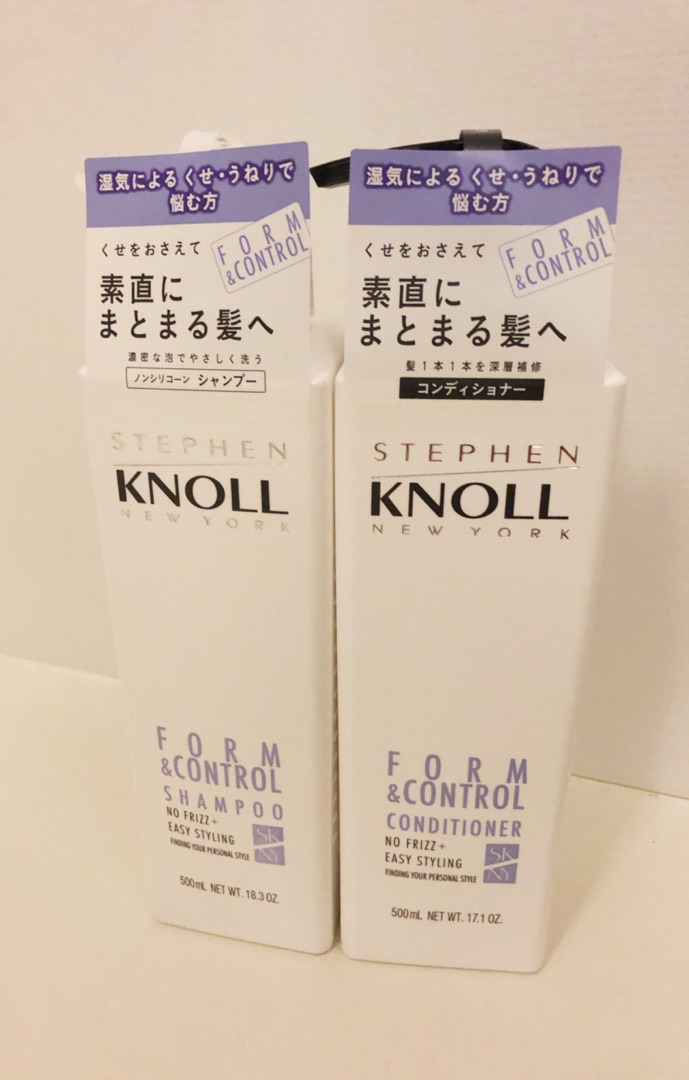 湿気による くせ・うねりで
悩む方
くせをおさえて
FORM
&CONTROL
素直に
まとまる髪へ
濃密な泡でやさしく洗う
ノンシリコーン シャンプー
STEPHEN
KNOLL
NEW YORK
FORM
&CONTROL
SHAMPOO
NO FRIZZ+
EASY STYLING
FINDING YOUR PERSONAL STYLE
SK
NY
500mL NET WT. 18.3 OZ.
湿気による くせ・うねりで
悩む方
くせをおさえて
FORM
&CONTROL
素直に
まとまる髪へ
髪1本1本を深層補修
コンディショナー
STEPHEN
KNOLL
NEW YORK
FORM
&CONTROL
CONDITIONER
NO FRIZZ+
EASY STYLING
FINDING YOUR PERSONAL STYLE
SK
NY
500mL NET WT. 17.1 OZ.